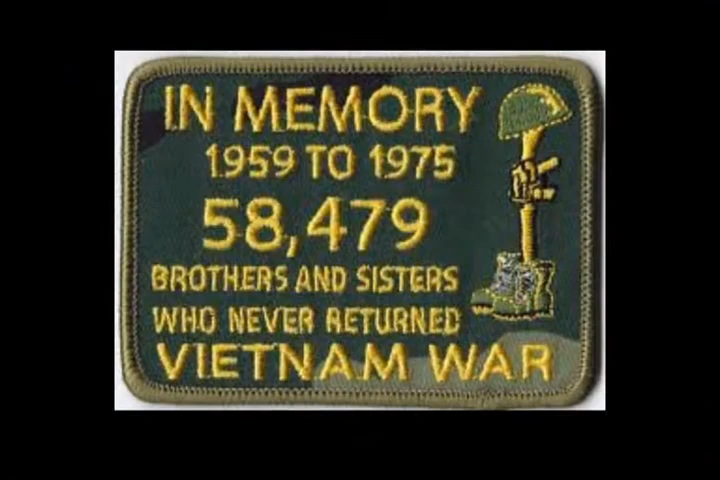 IN MEMORY
1959 TO 1975
58,479
BROTHERS AND SISTERS
WHO NEVER RETURNED
VIETNAM WAR